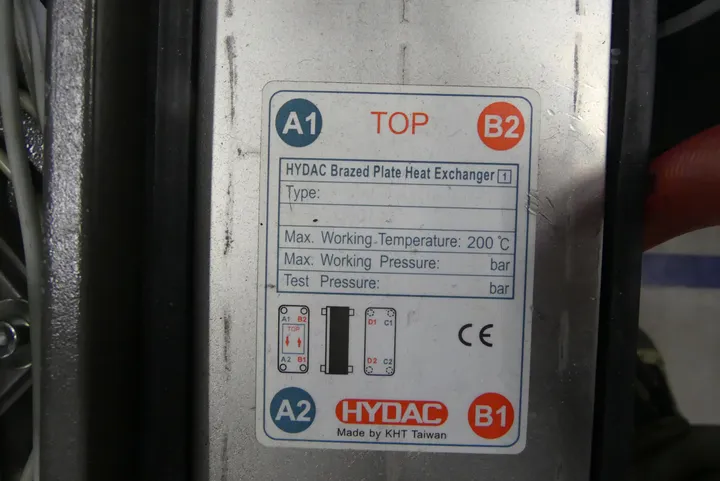 A1 TOP B2
HYDAC Brazed Plate Heat Exchanger 1
Type:
Max. Working Temperature: 200 ℃
Max. Working Pressure: bar
Test Pressure: bar
A1 B2
TOP
A2 B1
D1 C1
D2 C2
CE
A2 HYDAC B1
Made by KHT Taiwan